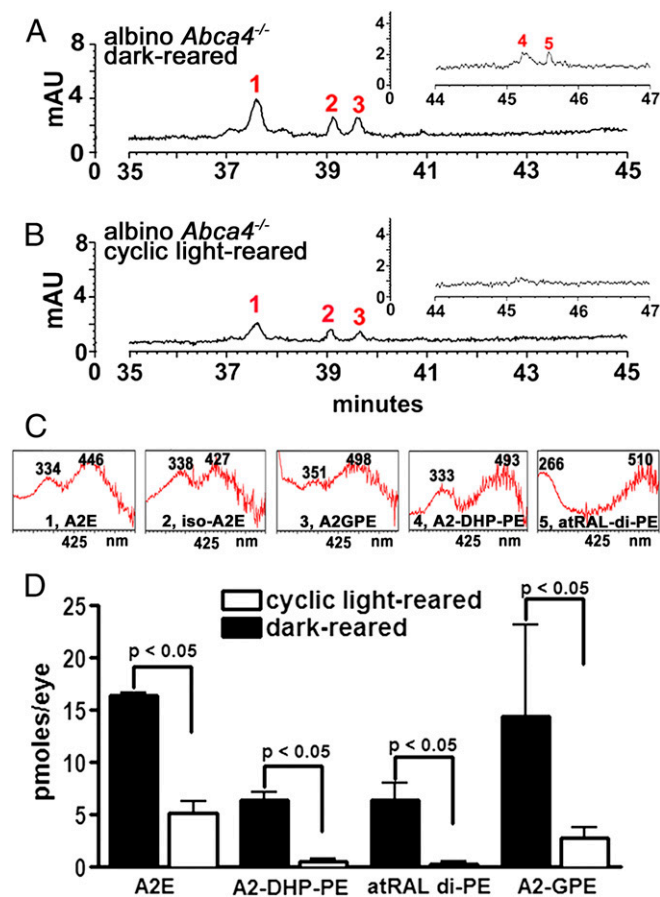 A
albino Abca4-/-
dark-reared
mAU
8
4
2
0
0
35 37 39 41 43 45
1 2 3
4
2
0
44 45 46 47
4 5
B
albino Abca4-/-
cyclic light-reared
mAU
8
4
2
0
0
35 37 39 41 43 45
1 2 3
4
2
0
44 45 46 47
minutes
C
334 446
1, A2E
425 nm
338 427
2, iso-A2E
425 nm
351 498
3, A2GPE
425 nm
333 493
4, A2-DHP-PE
425 nm
266 510
5, atRAL-di-PE
425 nm
D
cyclic light-reared
dark-reared
pmoles/eye
25
20
15
10
5
0
p < 0.05
p < 0.05
p < 0.05
p < 0.05
A2E A2-DHP-PE atRAL di-PE A2-GPE